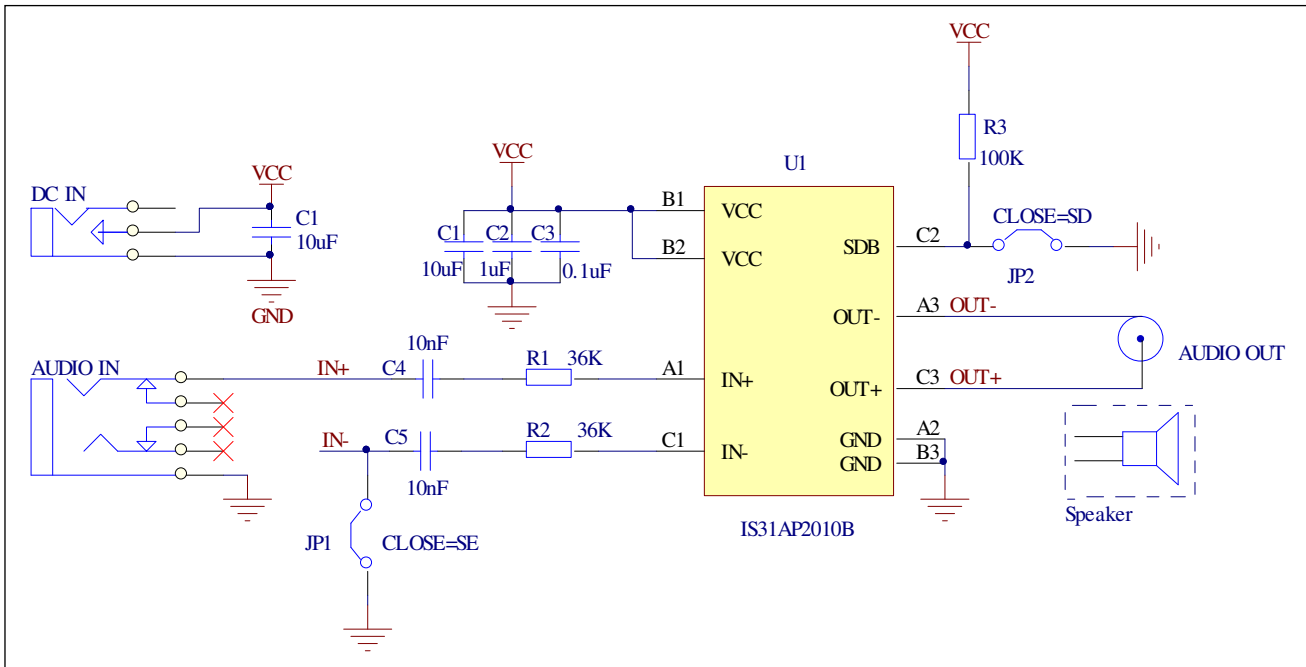 VCC
R3
100K
U1
VCC
VCC
DC IN
C1
10uF
GND
B1
VCC
B2
VCC
C1
C2
C3
10uF
1uF
0.1uF
SDB
C2
CLOSE=SD
JP2
OUT-
A3
OUT-
AUDIO OUT
OUT+
C3
OUT+
AUDIO IN
IN+
10nF
C4
R1
36K
A1
IN+
IN-
C5
10nF
R2
36K
C1
IN-
GND
A2
GND
B3
Speaker
JP1
CLOSE=SE
IS31AP2010B